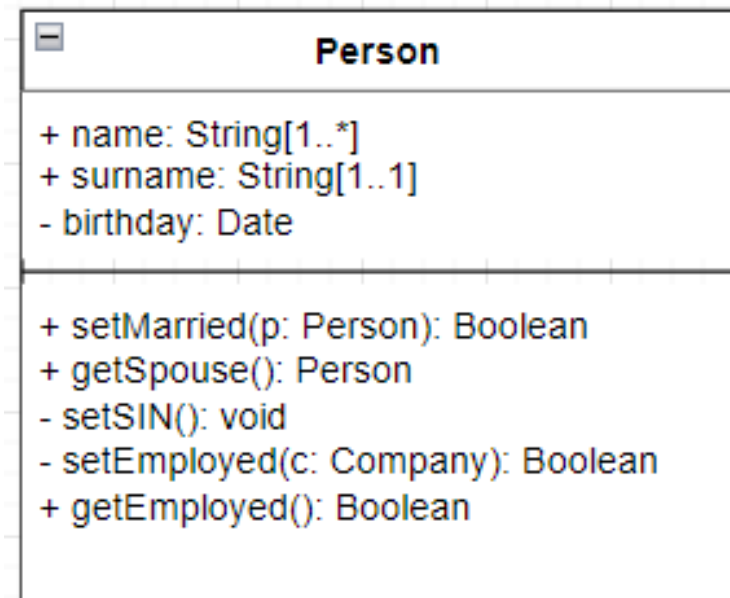 Person
+ name: String[1..*]
+ surname: String[1..1]
- birthday: Date
+ setMarried(p: Person): Boolean
+ getSpouse(): Person
- setSIN(): void
- setEmployed(c: Company): Boolean
+ getEmployed(): Boolean